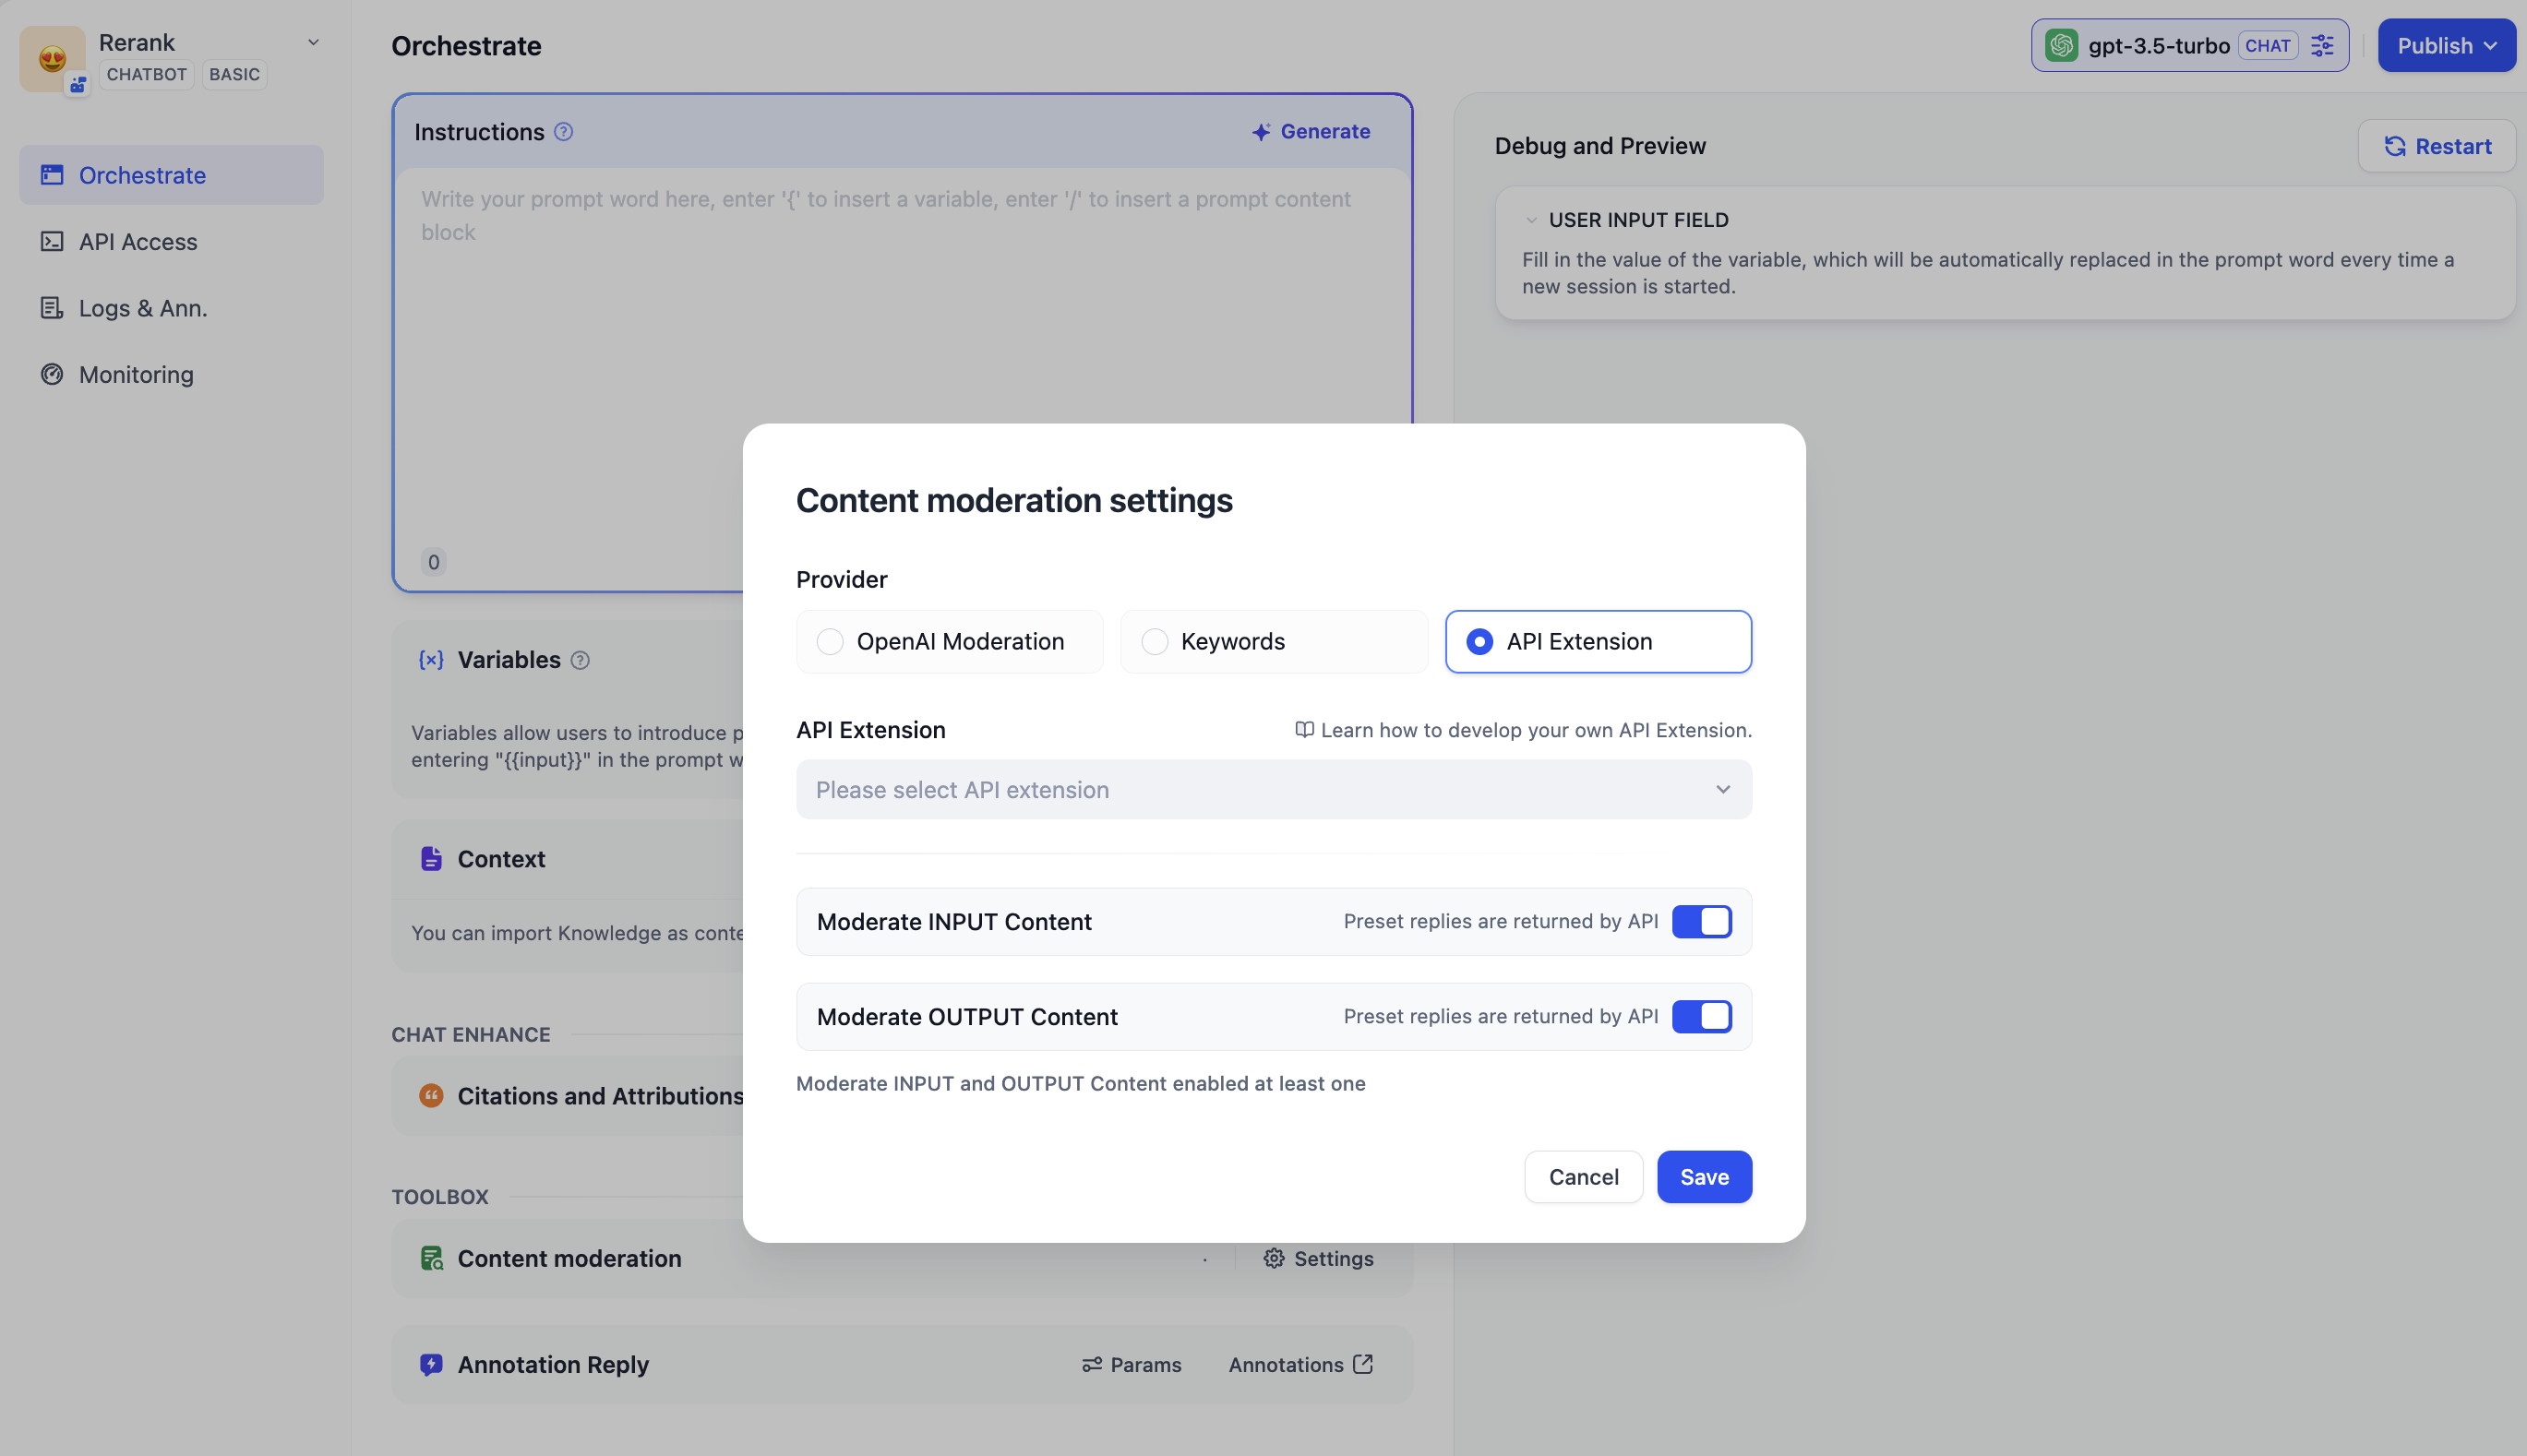 Rerank
CHATBOT
BASIC
Orchestrate
API Access
Logs & Ann.
Monitoring
Orchestrate
gpt-3.5-turbo
CHAT
Publish
Instructions
Generate
Write your prompt word here, enter '{' to insert a variable, enter '/' to insert a prompt content
block
0
Debug and Preview
Restart
USER INPUT FIELD
Fill in the value of the variable, which will be automatically replaced in the prompt word every time a
new session is started.
{x} Variables
Variables allow users to introduce p
entering "{{input}}" in the prompt w
Context
You can import Knowledge as conte
CHAT ENHANCE
Citations and Attributions
TOOLBOX
Content moderation
Settings
Annotation Reply
Params
Annotations
Content moderation settings
Provider
OpenAI Moderation
Keywords
API Extension
API Extension
Learn how to develop your own API Extension.
Please select API extension
Moderate INPUT Content
Preset replies are returned by API
Moderate OUTPUT Content
Preset replies are returned by API
Moderate INPUT and OUTPUT Content enabled at least one
Cancel
Save